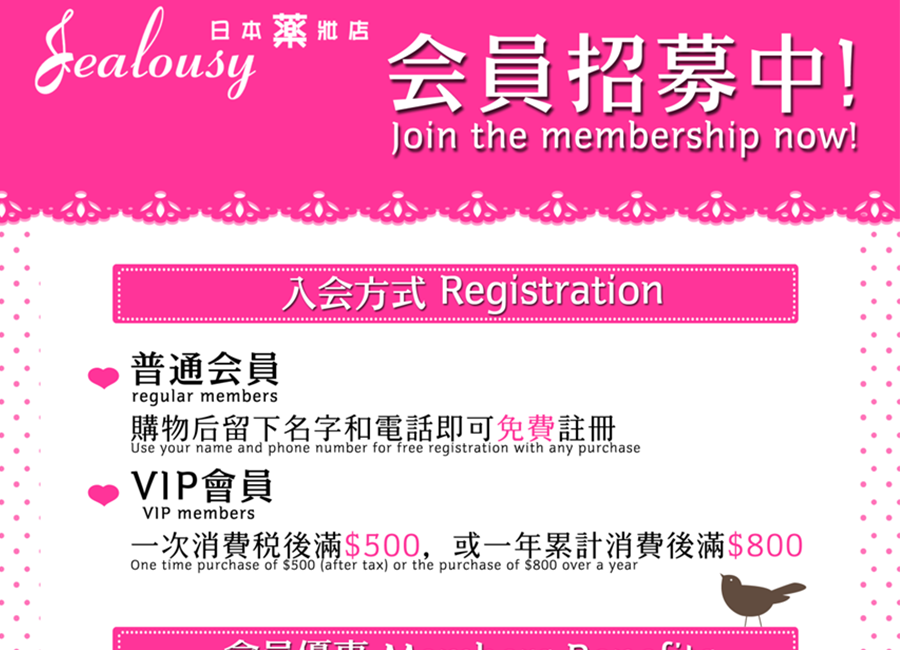 Jealousy 日本薬妝店
会員招募中!
Join the membership now!
入会方式 Registration
普通会員
regular members
購物后留下名字和電話即可免費註冊
Use your name and phone number for free registration with any purchase
VIP會員
VIP members
一次消費税後滿$500，或一年累計消費後滿$800
One time purchase of $500 (after tax) or the purchase of $800 over a year